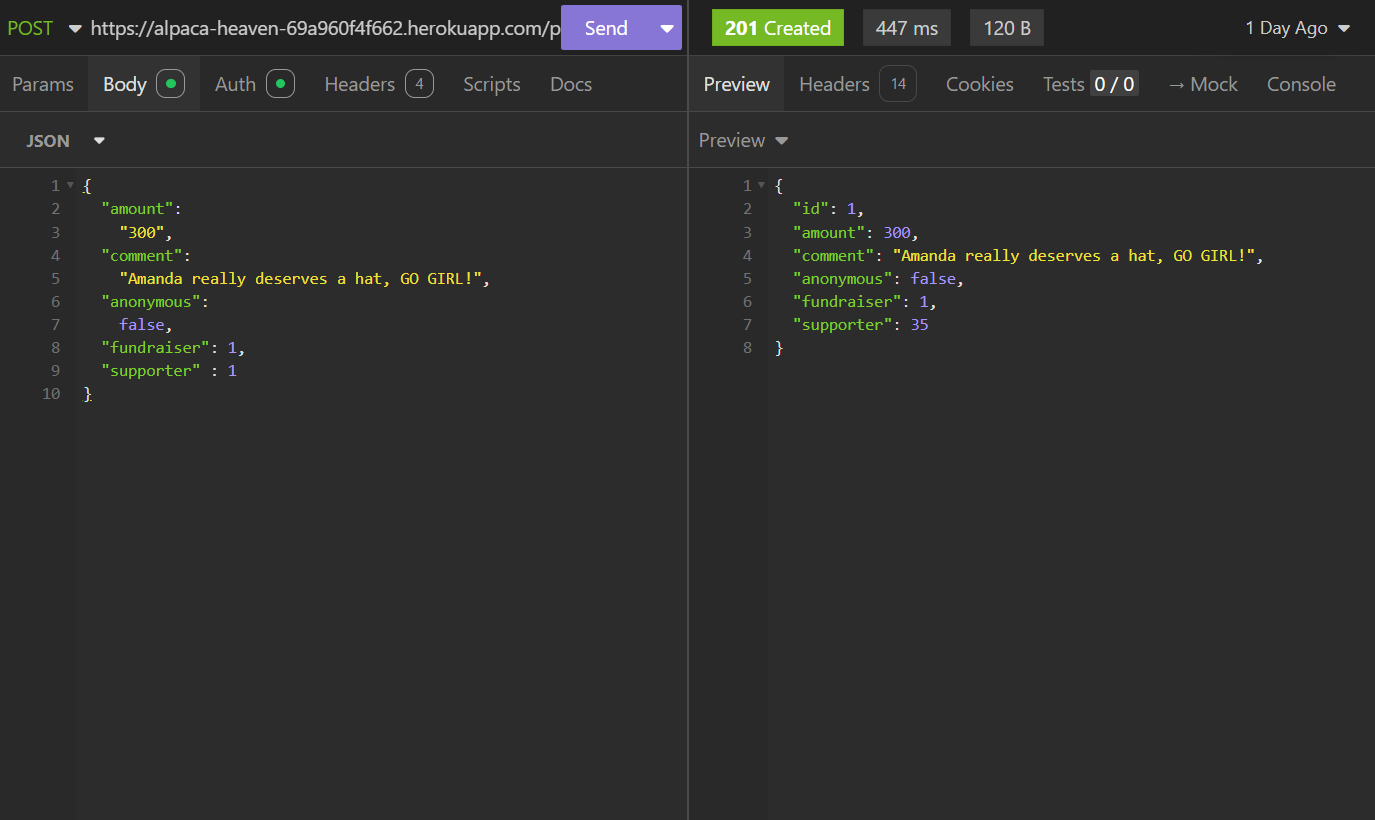 POST https://alpaca-heaven-69a960f4f662.herokuapp.com/p Send 201 Created 447 ms 120 B 1 Day Ago
Params Body Auth Headers 4 Scripts Docs Preview Headers 14 Cookies Tests 0 / 0 → Mock Console
JSON Preview
1 {
2 "amount":
3 "300",
4 "comment":
5 "Amanda really deserves a hat, GO GIRL!",
6 "anonymous":
7 false,
8 "fundraiser": 1,
9 "supporter" : 1
10 }
1 {
2 "id": 1,
3 "amount": 300,
4 "comment": "Amanda really deserves a hat, GO GIRL!",
5 "anonymous": false,
6 "fundraiser": 1,
7 "supporter": 35
8 }